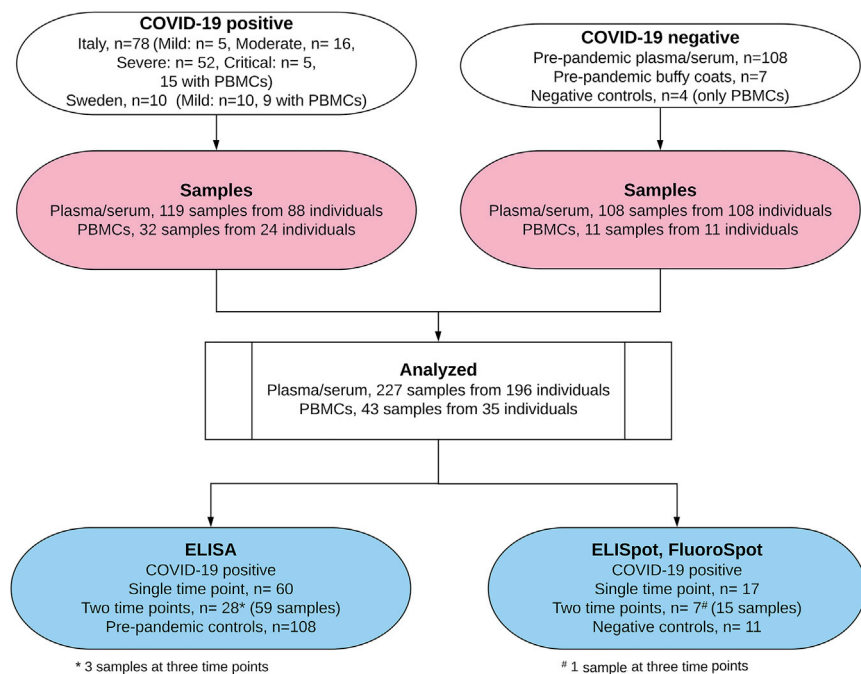 COVID-19 positive
Italy, n=78 (Mild: n= 5, Moderate, n= 16,
Severe: n= 52, Critical: n= 5,
15 with PBMCs)
Sweden, n=10 (Mild: n=10, 9 with PBMCs)
COVID-19 negative
Pre-pandemic plasma/serum, n=108
Pre-pandemic buffy coats, n=7
Negative controls, n=4 (only PBMCs)
Samples
Plasma/serum, 119 samples from 88 individuals
PBMCs, 32 samples from 24 individuals
Samples
Plasma/serum, 108 samples from 108 individuals
PBMCs, 11 samples from 11 individuals
Analyzed
Plasma/serum, 227 samples from 196 individuals
PBMCs, 43 samples from 35 individuals
ELISA
COVID-19 positive
Single time point, n= 60
Two time points, n= 28* (59 samples)
Pre-pandemic controls, n=108
* 3 samples at three time points
ELISpot, FluoroSpot
COVID-19 positive
Single time point, n= 17
Two time points, n= 7# (15 samples)
Negative controls, n= 11
# 1 sample at three time points